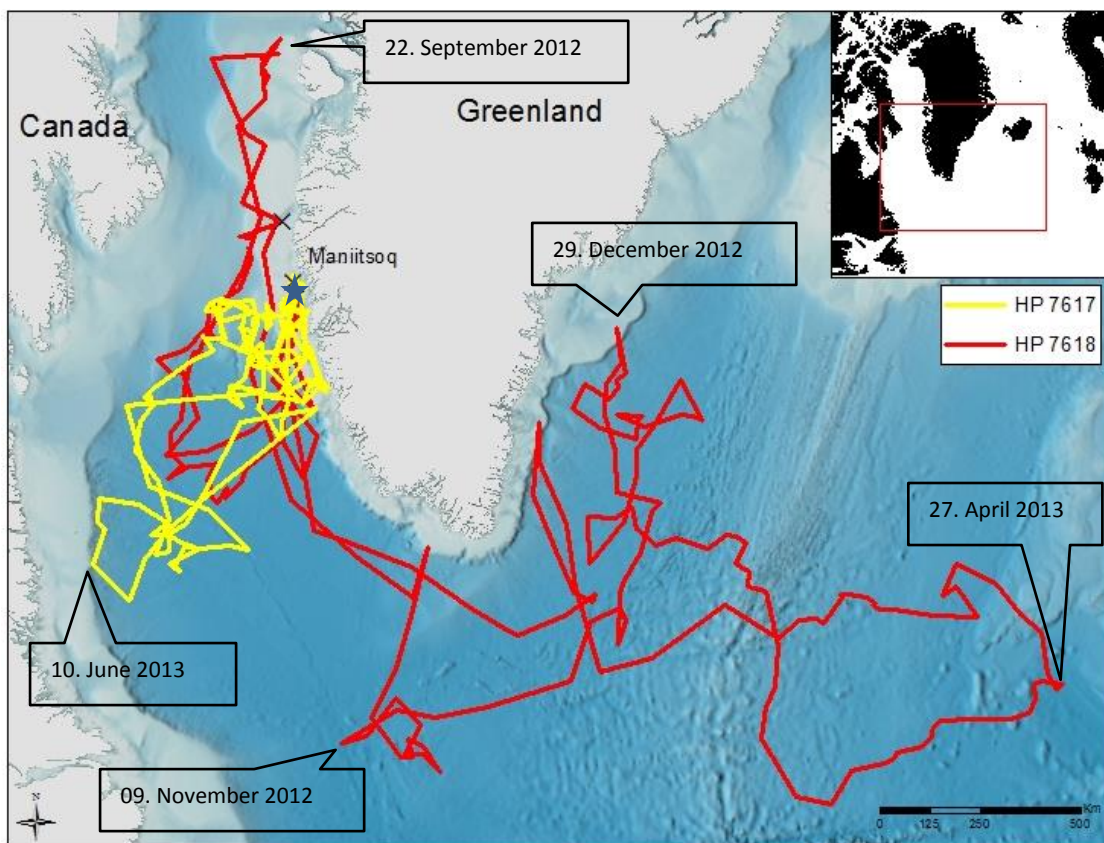 22. September 2012
Canada
Greenland
29. December 2012
Maniitsoq
HP 7617
HP 7618
27. April 2013
10. June 2013
09. November 2012
N
Km
0 125 250 500